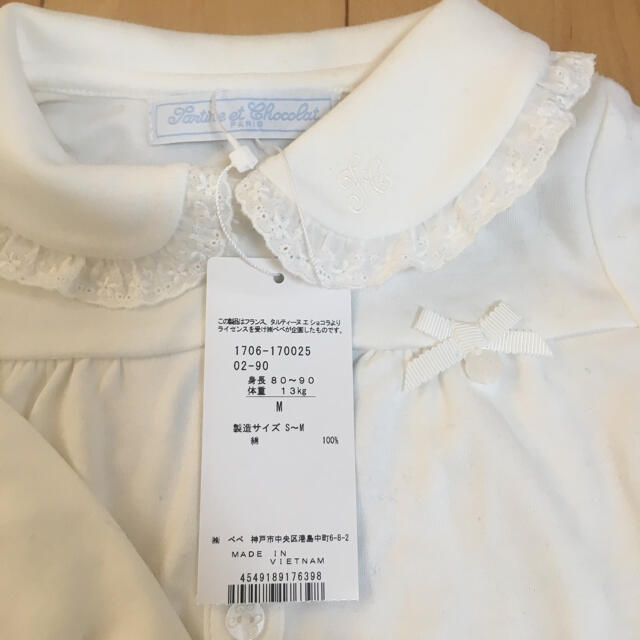 Tartine et Chocolat
PARIS
この製品はフランス、タルティーヌ エ ショコラより
ライセンスを受け㈱べべが企画したものです。
1706-170025
02-90
身長 80〜90
体重 13kg
M
製造サイズ S〜M
綿 100%
㈱ べべ 神戸市中央区港島中町6-8-2
MADE IN
VIETNAM
4549189176398